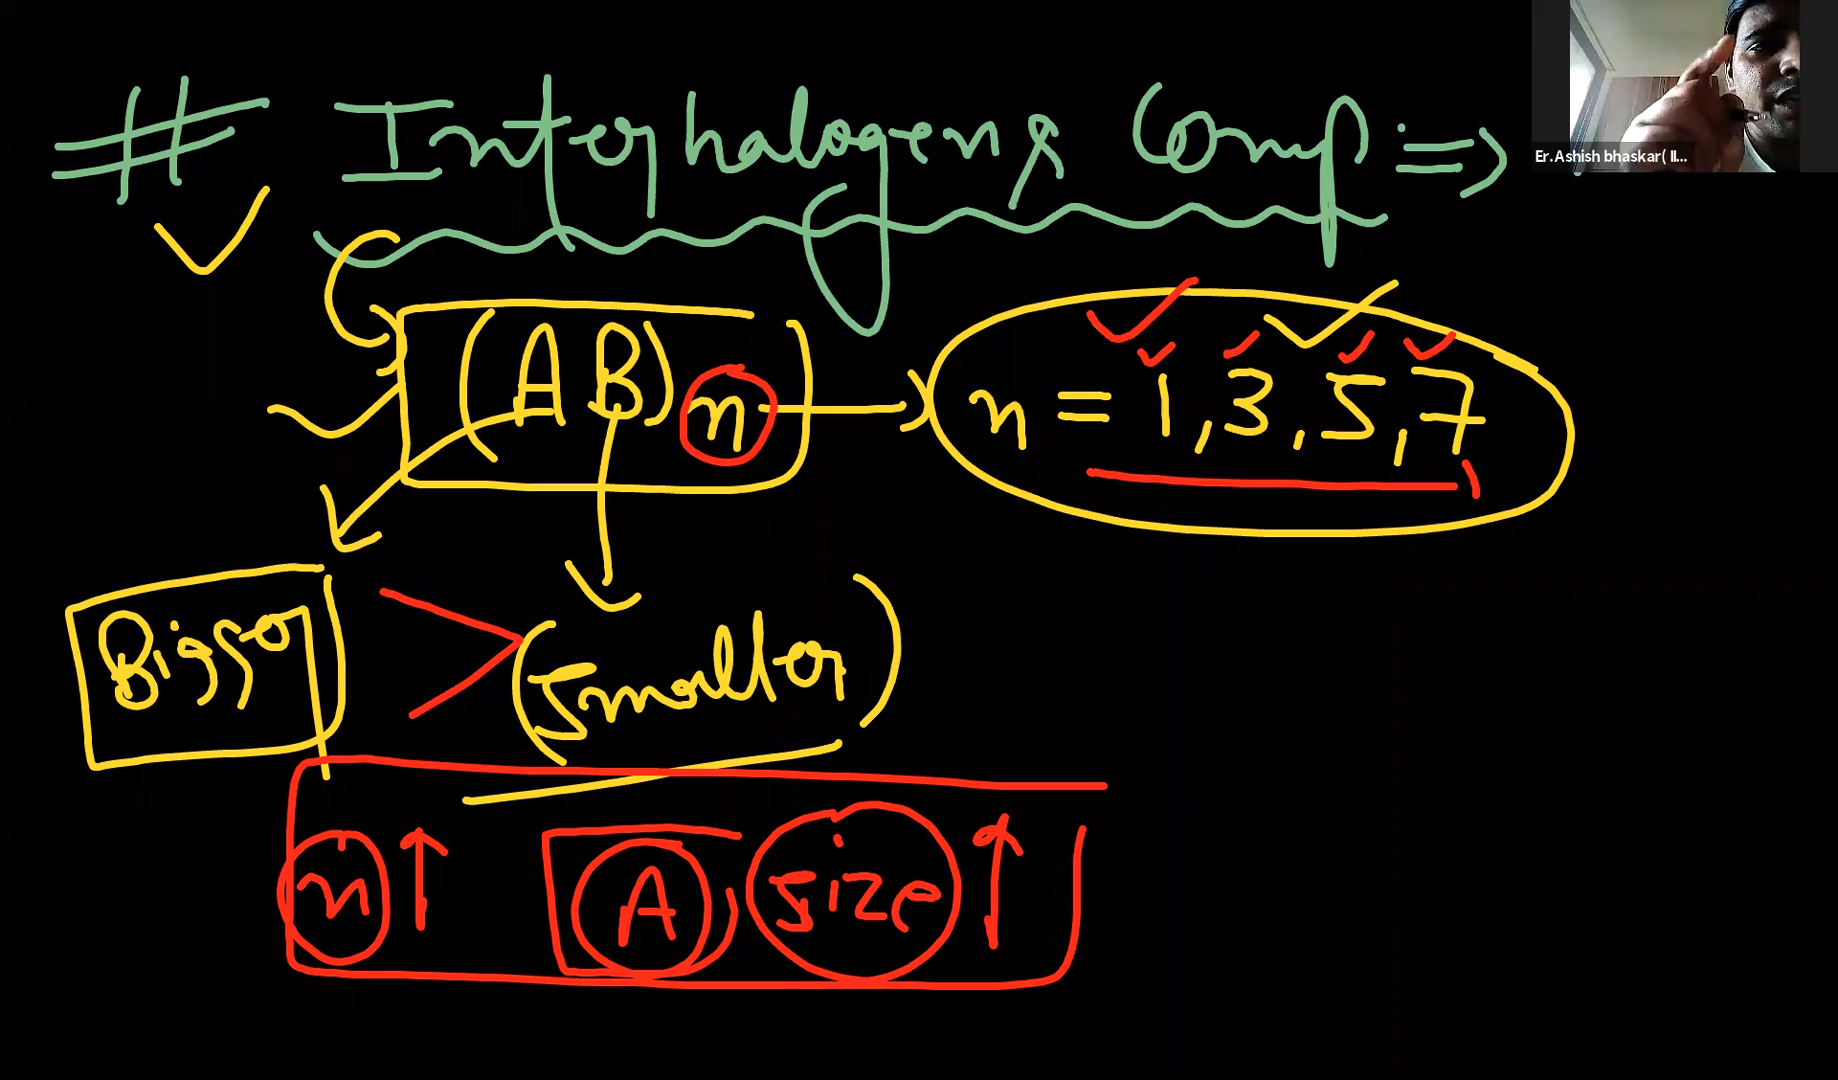 # Interhalogens Comp ⇒
Er.Ashish bhaskar( II...
(AB)n → n = 1,3,5,7
Bigger > (Smaller)
n ↑ A, size ↑